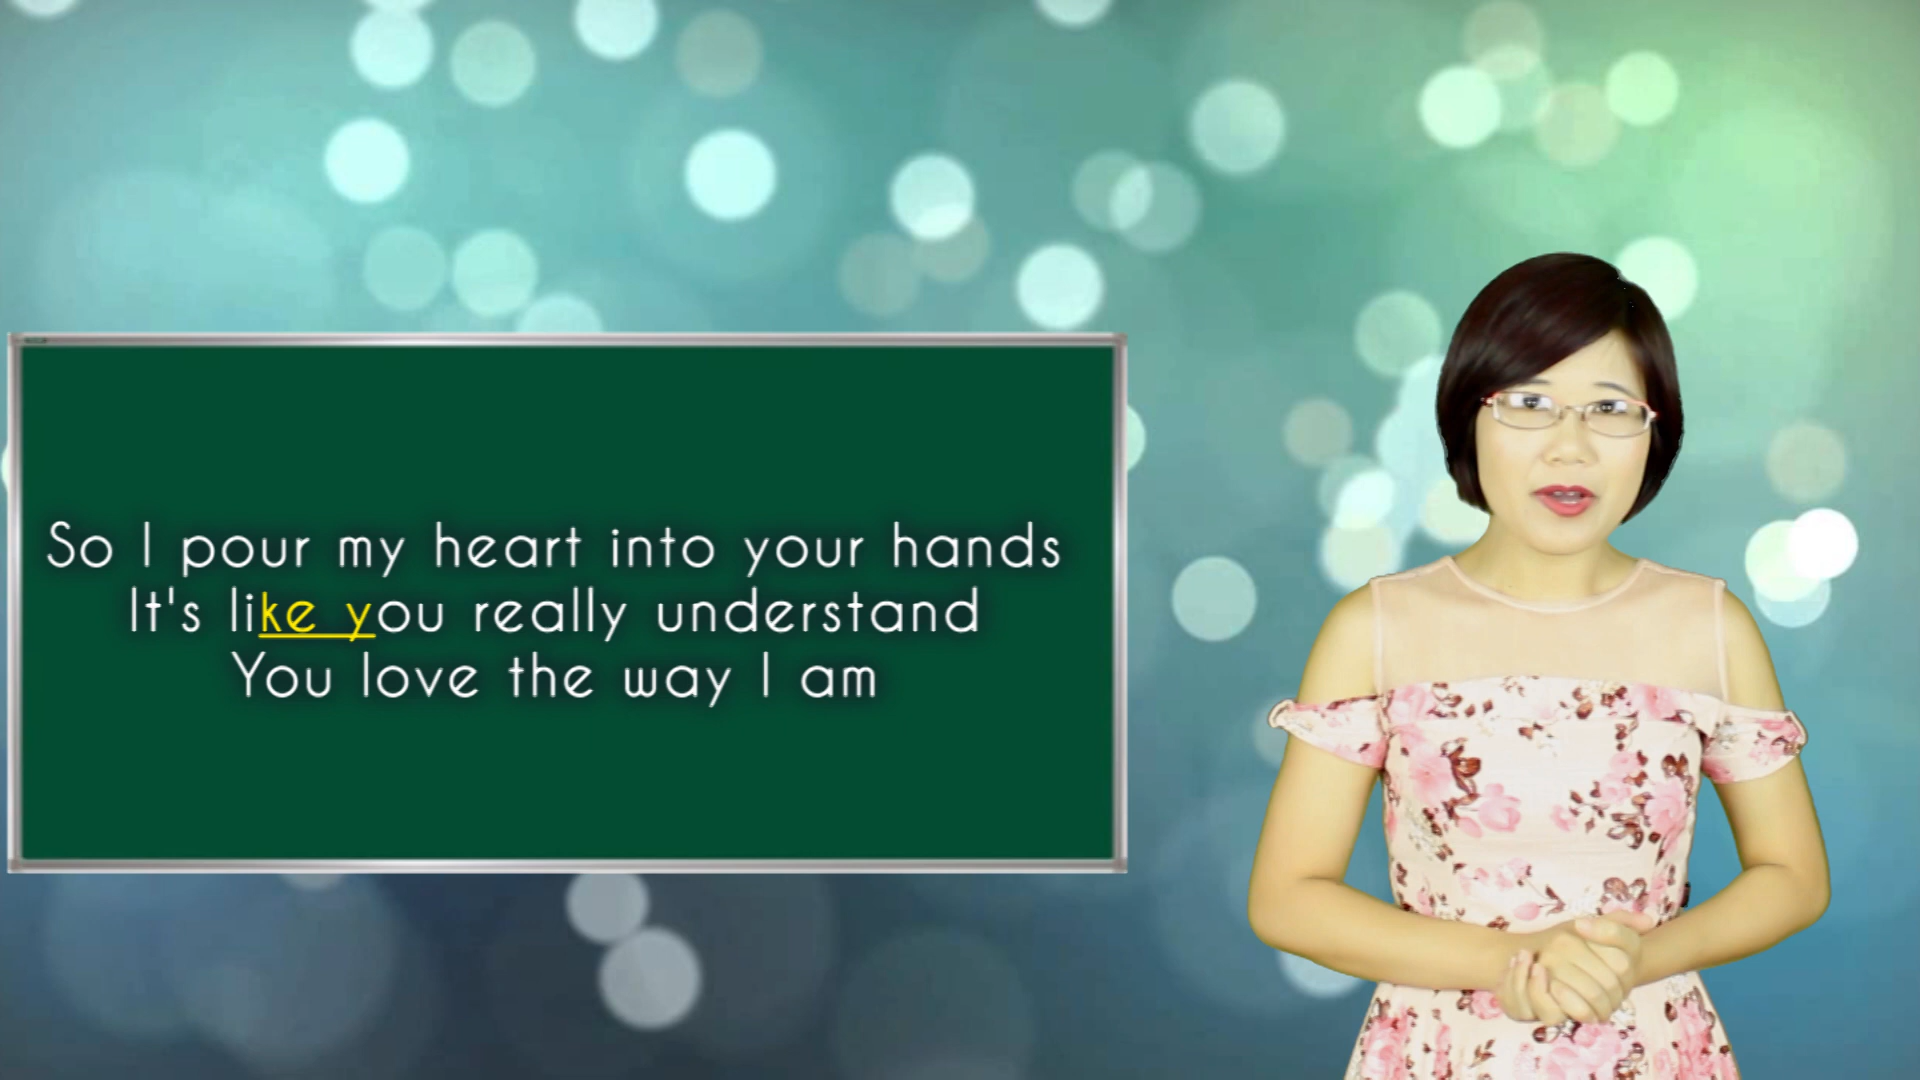 So I pour my heart into your hands
It's like you really understand
You love the way I am